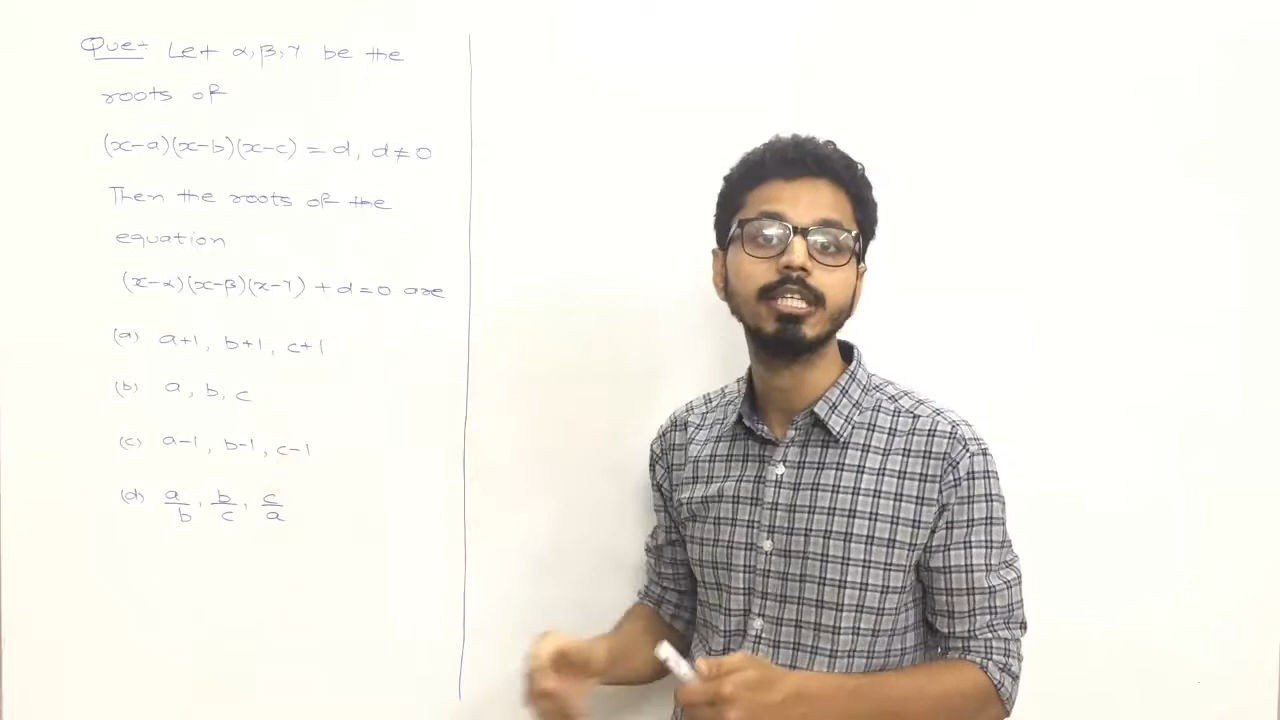 Que:- Let α, β, γ be the
roots of
(x-a)(x-b)(x-c) = d, d≠0
Then the roots of the
equation
(x-α)(x-β)(x-γ) + d = 0 are
(a) a+1, b+1, c+1
(b) a, b, c
(c) a-1, b-1, c-1
(d) a/b, b/c, c/a